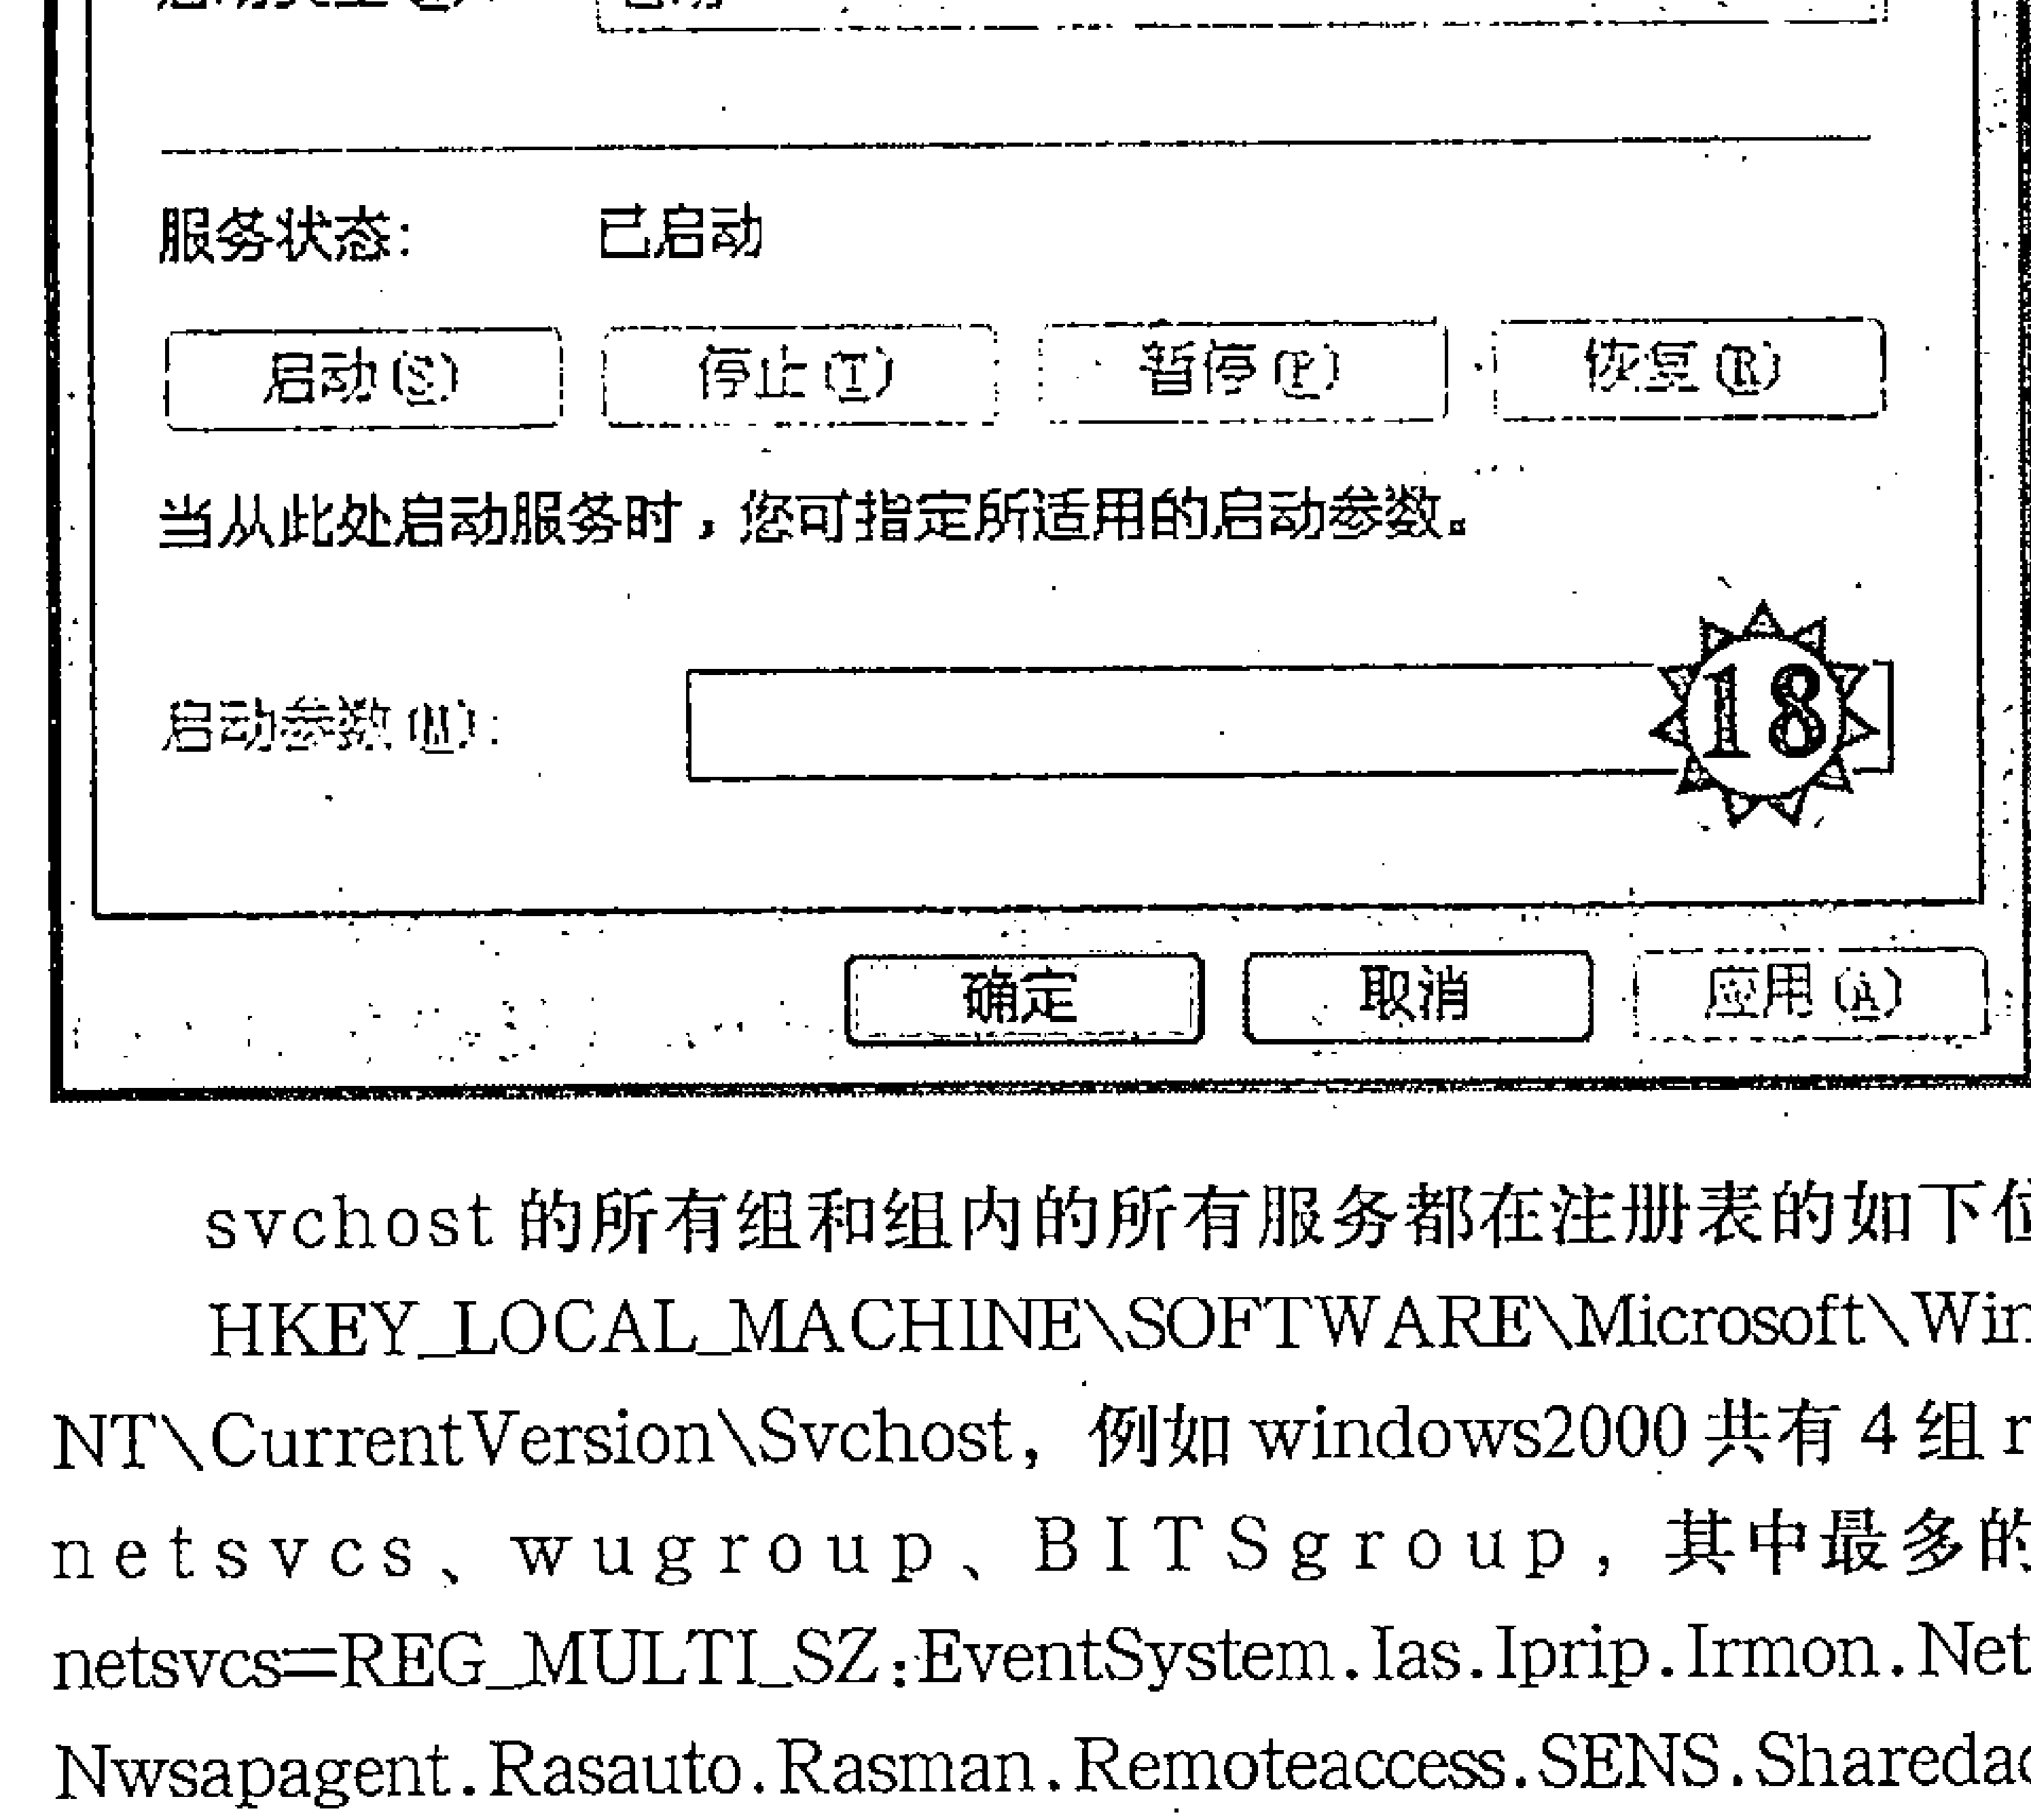 服务状态: 已启动
启动(S) 停止(T) 暂停(P) 恢复(R)
当从此处启动服务时，您可指定所适用的启动参数。
启动参数(M):
18
确定 取消 应用(A)
svchost 的所有组和组内的所有服务都在注册表的如下位
HKEY_LOCAL_MACHINE\SOFTWARE\Microsoft\Win
NT\CurrentVersion\Svchost，例如 windows2000 共有 4 组 r
netsvcs、wugroup、BITSgroup，其中最多的
netsvcs=REG_MULTI_SZ:EventSystem.Ias.Iprip.Irmon.Net
Nwsapagent.Rasauto.Rasman.Remoteaccess.SENS.Sharedac